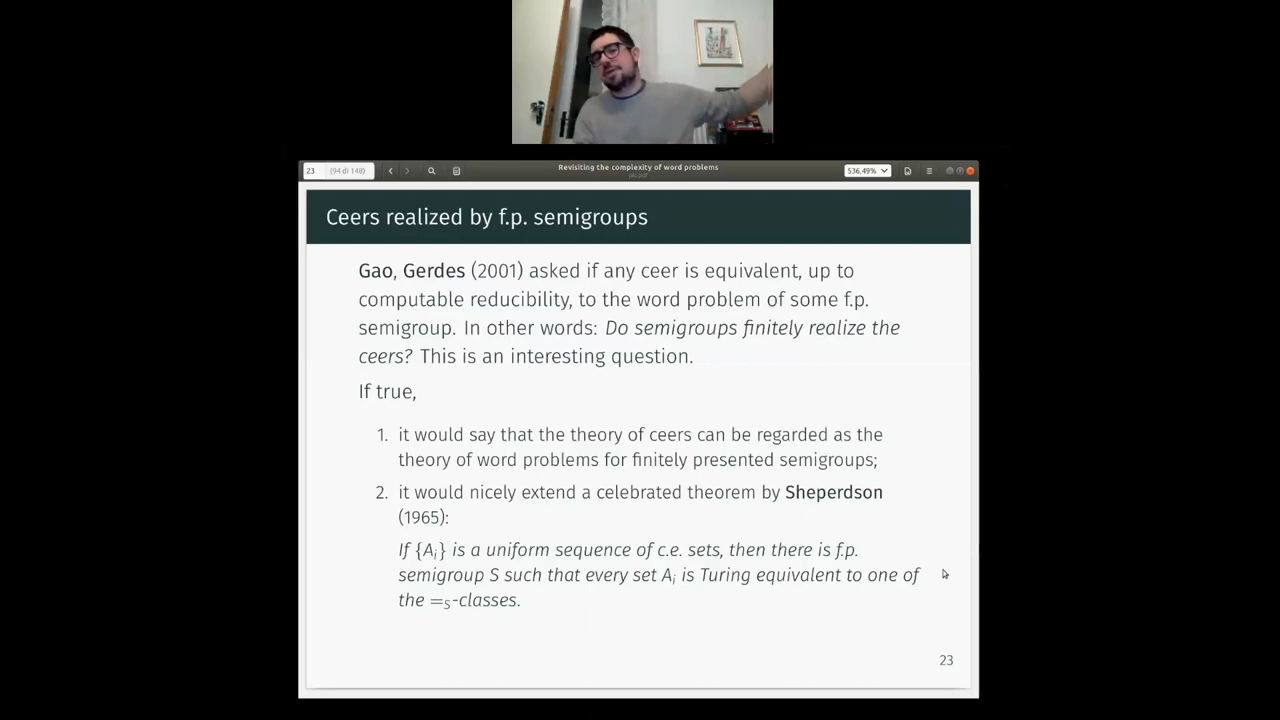 23 (94 di 148) Revisiting the complexity of word problems 536,49%
plc.pdf
Ceers realized by f.p. semigroups
Gao, Gerdes (2001) asked if any ceer is equivalent, up to
computable reducibility, to the word problem of some f.p.
semigroup. In other words: Do semigroups finitely realize the
ceers? This is an interesting question.
If true,
1. it would say that the theory of ceers can be regarded as the
theory of word problems for finitely presented semigroups;
2. it would nicely extend a celebrated theorem by Sheperdson
(1965):
If {Aᵢ} is a uniform sequence of c.e. sets, then there is f.p.
semigroup S such that every set Aᵢ is Turing equivalent to one of
the =ₛ-classes.
23